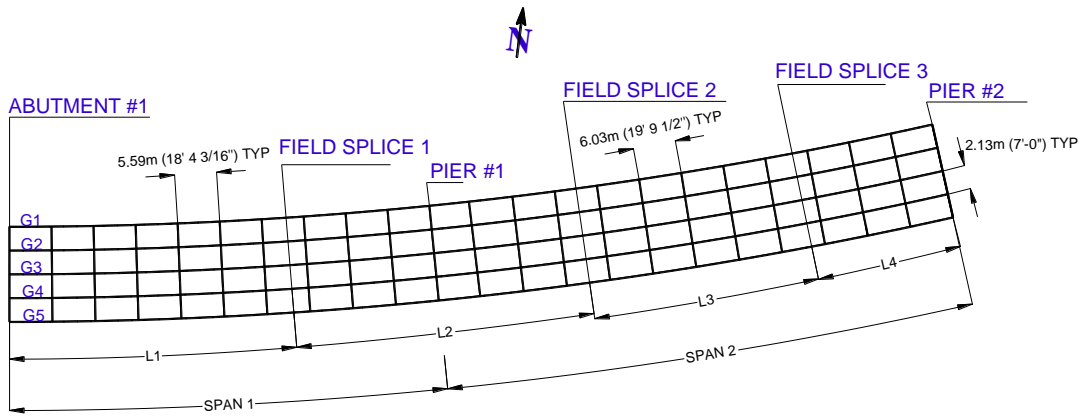 N
ABUTMENT #1
5.59m (18' 4 3/16") TYP
FIELD SPLICE 1
PIER #1
FIELD SPLICE 2
6.03m (19' 9 1/2") TYP
FIELD SPLICE 3
PIER #2
2.13m (7'-0") TYP
G1
G2
G3
G4
G5
L1
L2
L3
L4
SPAN 1
SPAN 2